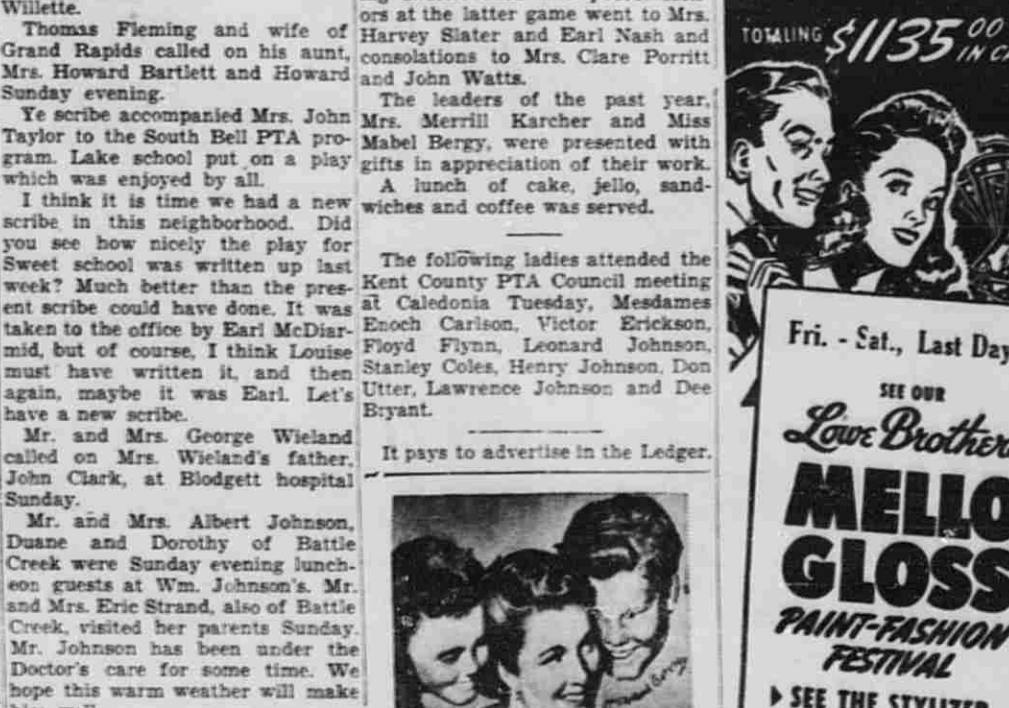 Willette.
Thomas Fleming and wife of
Grand Rapids called on his aunt,
Mrs. Howard Bartlett and Howard
Sunday evening.
Ye scribe accompanied Mrs. John
Taylor to the South Bell PTA pro-
gram. Lake school put on a play
which was enjoyed by all.
I think it is time we had a new
scribe in this neighborhood. Did
you see how nicely the play for
Sweet school was written up last
week? Much better than the pres-
ent scribe could have done. It was
taken to the office by Earl McDiar-
mid, but of course, I think Louise
must have written it, and then
again, maybe it was Earl. Let's
have a new scribe.
Mr. and Mrs. George Wieland
called on Mrs. Wieland's father,
John Clark, at Blodgett hospital
Sunday.
Mr. and Mrs. Albert Johnson,
Duane and Dorothy of Battle
Creek were Sunday evening lunch-
eon guests at Wm. Johnson's. Mr.
and Mrs. Eric Strand, also of Battle
Creek, visited her parents Sunday.
Mr. Johnson has been under the
Doctor's care for some time. We
hope this warm weather will make
ors at the latter game went to Mrs.
Harvey Slater and Earl Nash and
consolations to Mrs. Clare Porritt
and John Watts.
The leaders of the past year,
Mrs. Merrill Karcher and Miss
Mabel Bergy, were presented with
gifts in appreciation of their work.
A lunch of cake, jello, sand-
wiches and coffee was served.
The following ladies attended the
Kent County PTA Council meeting
at Caledonia Tuesday, Mesdames
Enoch Carlson, Victor Erickson,
Floyd Flynn, Leonard Johnson,
Stanley Coles, Henry Johnson, Don
Utter, Lawrence Johnson and Dee
Bryant.
It pays to advertise in the Ledger.
TOTALING $1135.00
IN CA
Fri. - Sat., Last Day
SEE OUR
Lowe Brother
MELLO
GLOSS
PAINT-FASHION
FESTIVAL
SEE THE STYLIZER